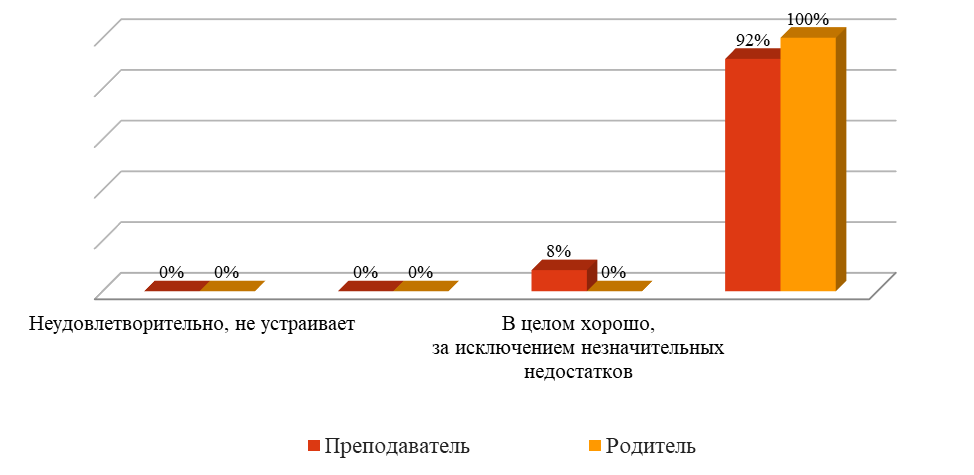 100%
92%
8%
0% 0% 0% 0% 0%
Неудовлетворительно, не устраивает
В целом хорошо,
за исключением незначительных
недостатков
Преподаватель Родитель